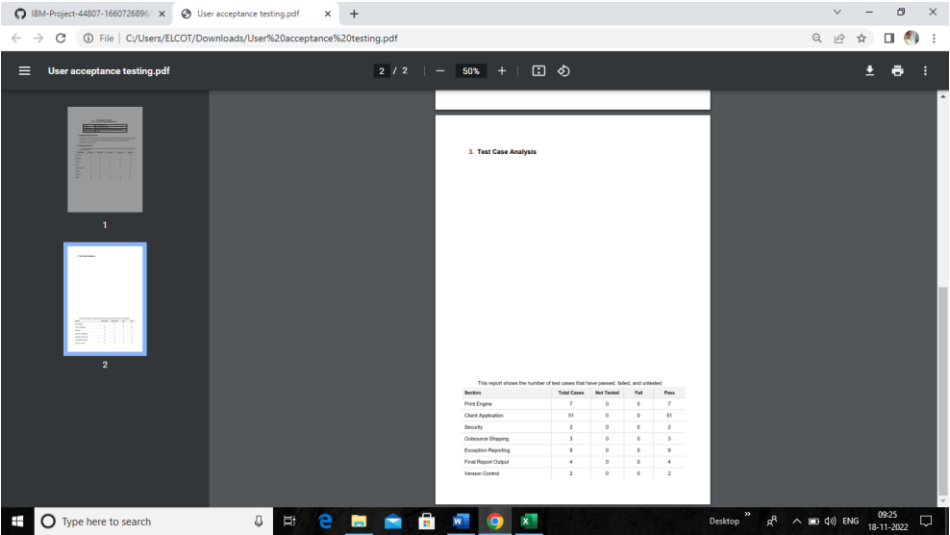 IBM-Project-44807-1660726896/
User acceptance testing.pdf
File | C:/Users/ELCOT/Downloads/User%20acceptance%20testing.pdf
User acceptance testing.pdf
2 / 2
50%
1
2
3. Test Case Analysis
This report shows the number of test cases that have passed, failed, and untested
Section Total Cases Not Tested Fail Pass
Print Engine 7 0 0 7
Client Application 51 0 0 51
Security 2 0 0 2
Outsource Shipping 3 0 0 3
Exception Reporting 9 0 0 9
Final Report Output 4 0 0 4
Version Control 2 0 0 2
Type here to search
Desktop
ENG
09:25
18-11-2022